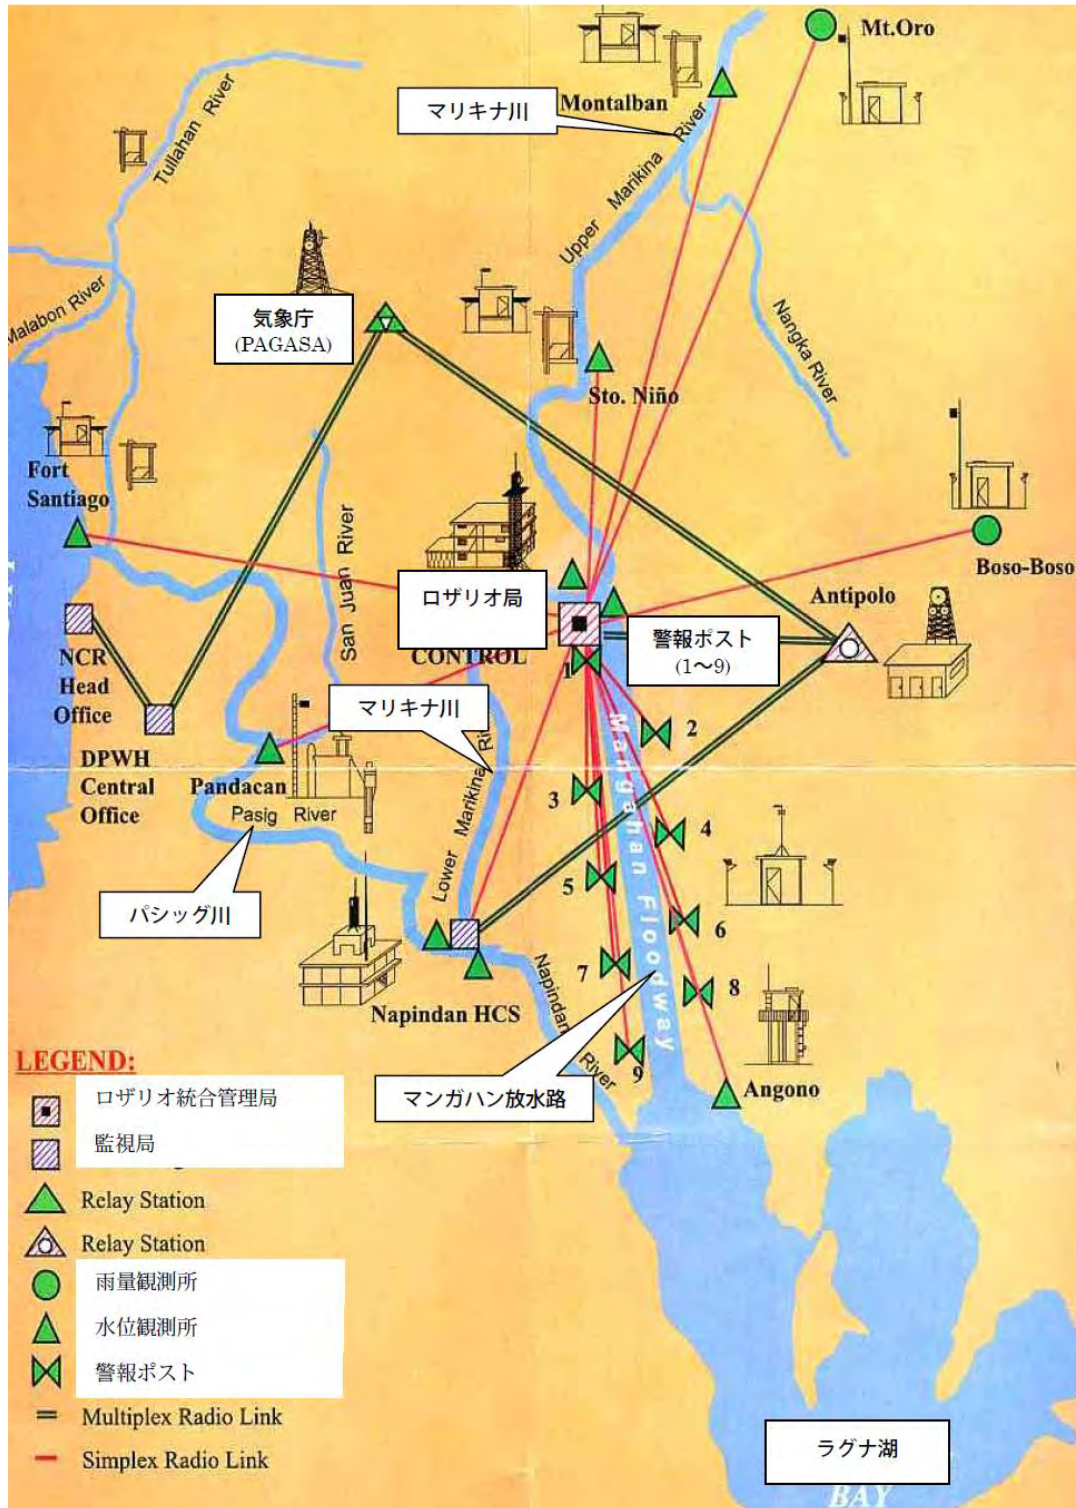 Mt.Oro
Montalban
マリキナ川
Upper Marikina River
Tullahan River
Malabon River
Nangka River
気象庁
(PAGASA)
Sto. Niño
Fort
Santiago
San Juan River
Boso-Boso
Antipolo
ロザリオ局
CONTROL
警報ポスト
(1～9)
NCR
Head
Office
DPWH
Central
Office
マリキナ川
Pandacan
Pasig River
パシッグ川
Lower Marikina Ri
Manggahan Floodway
1
2
3
4
5
6
7
8
9
Napindan HCS
Napindan River
マンガハン放水路
Angono
LEGEND:
ロザリオ統合管理局
監視局
Relay Station
Relay Station
雨量観測所
水位観測所
警報ポスト
Multiplex Radio Link
Simplex Radio Link
ラグナ湖
BAY